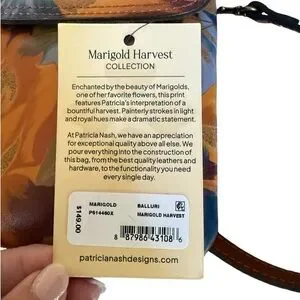 Marigold Harvest
COLLECTION
Enchanted by the beauty of Marigolds,
one of her favorite flowers, this print
features Patricia's interpretation of a
bountiful harvest. Painterly strokes in light
and royal hues make a dramatic statement.
At Patricia Nash, we have an appreciation
for exceptional quality above all else. We
pour everything into the construction of
this bag, from the best quality leathers and
hardware, to the functionality you need
every single day.
$149.00
MARIGOLD BALLURI
P614460X MARIGOLD HARVEST
8 87986 43108 6
patricianashdesigns.com